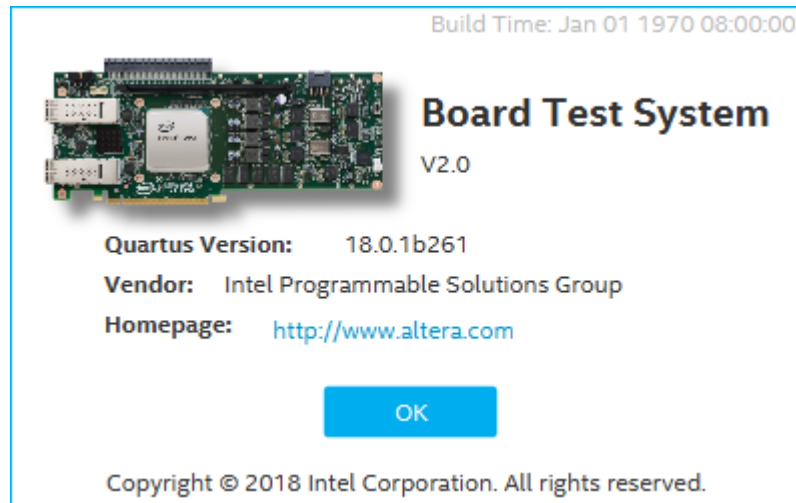 Build Time: Jan 01 1970 08:00:00
Board Test System
V2.0
Quartus Version: 18.0.1b261
Vendor: Intel Programmable Solutions Group
Homepage: http://www.altera.com
OK
Copyright © 2018 Intel Corporation. All rights reserved.